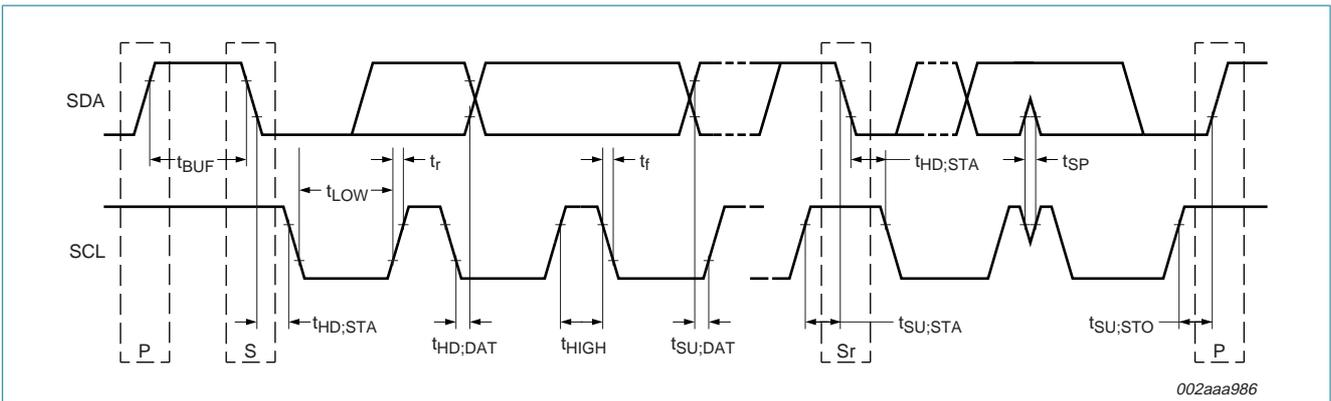 SDA
tBUF
tr
tf
tHD;STA
tSP
tLOW
SCL
tHD;STA
tHD;DAT
tHIGH
tSU;DAT
tSU;STA
tSU;STO
P
S
Sr
P
002aaa986